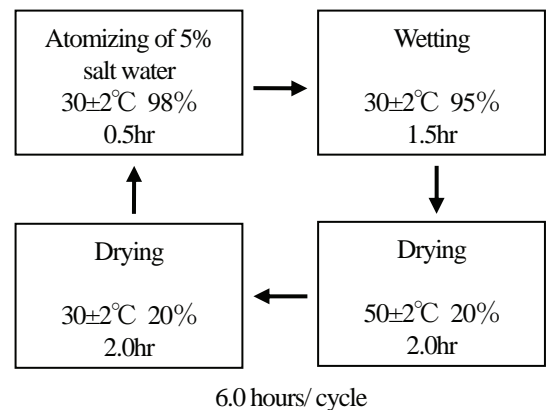 Atomizing of 5%
salt water
30±2℃ 98%
0.5hr
Wetting
30±2℃ 95%
1.5hr
Drying
50±2℃ 20%
2.0hr
Drying
30±2℃ 20%
2.0hr
6.0 hours/ cycle